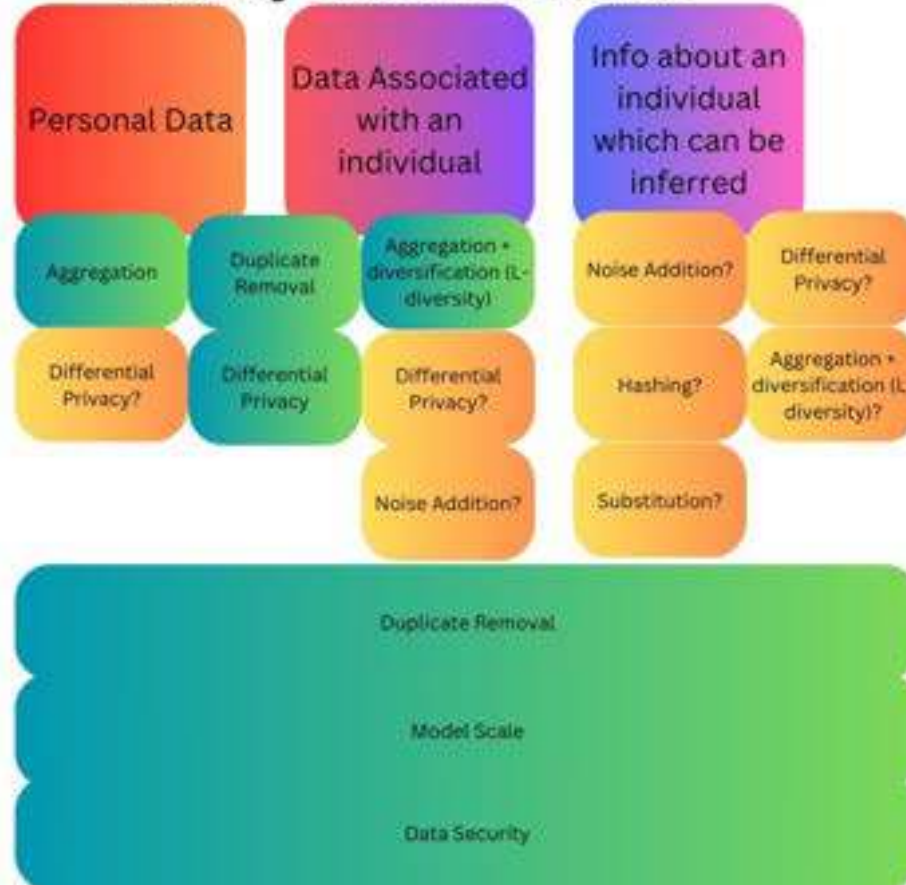 Personal Data
Data Associated
with an
individual
Info about an
individual
which can be
inferred
Aggregation
Duplicate
Removal
Aggregation +
diversification (L-
diversity)
Noise Addition?
Differential
Privacy?
Differential
Privacy?
Differential
Privacy
Differential
Privacy?
Hashing?
Aggregation +
diversification (L
diversity)?
Noise Addition?
Substitution?
Duplicate Removal
Model Scale
Data Security